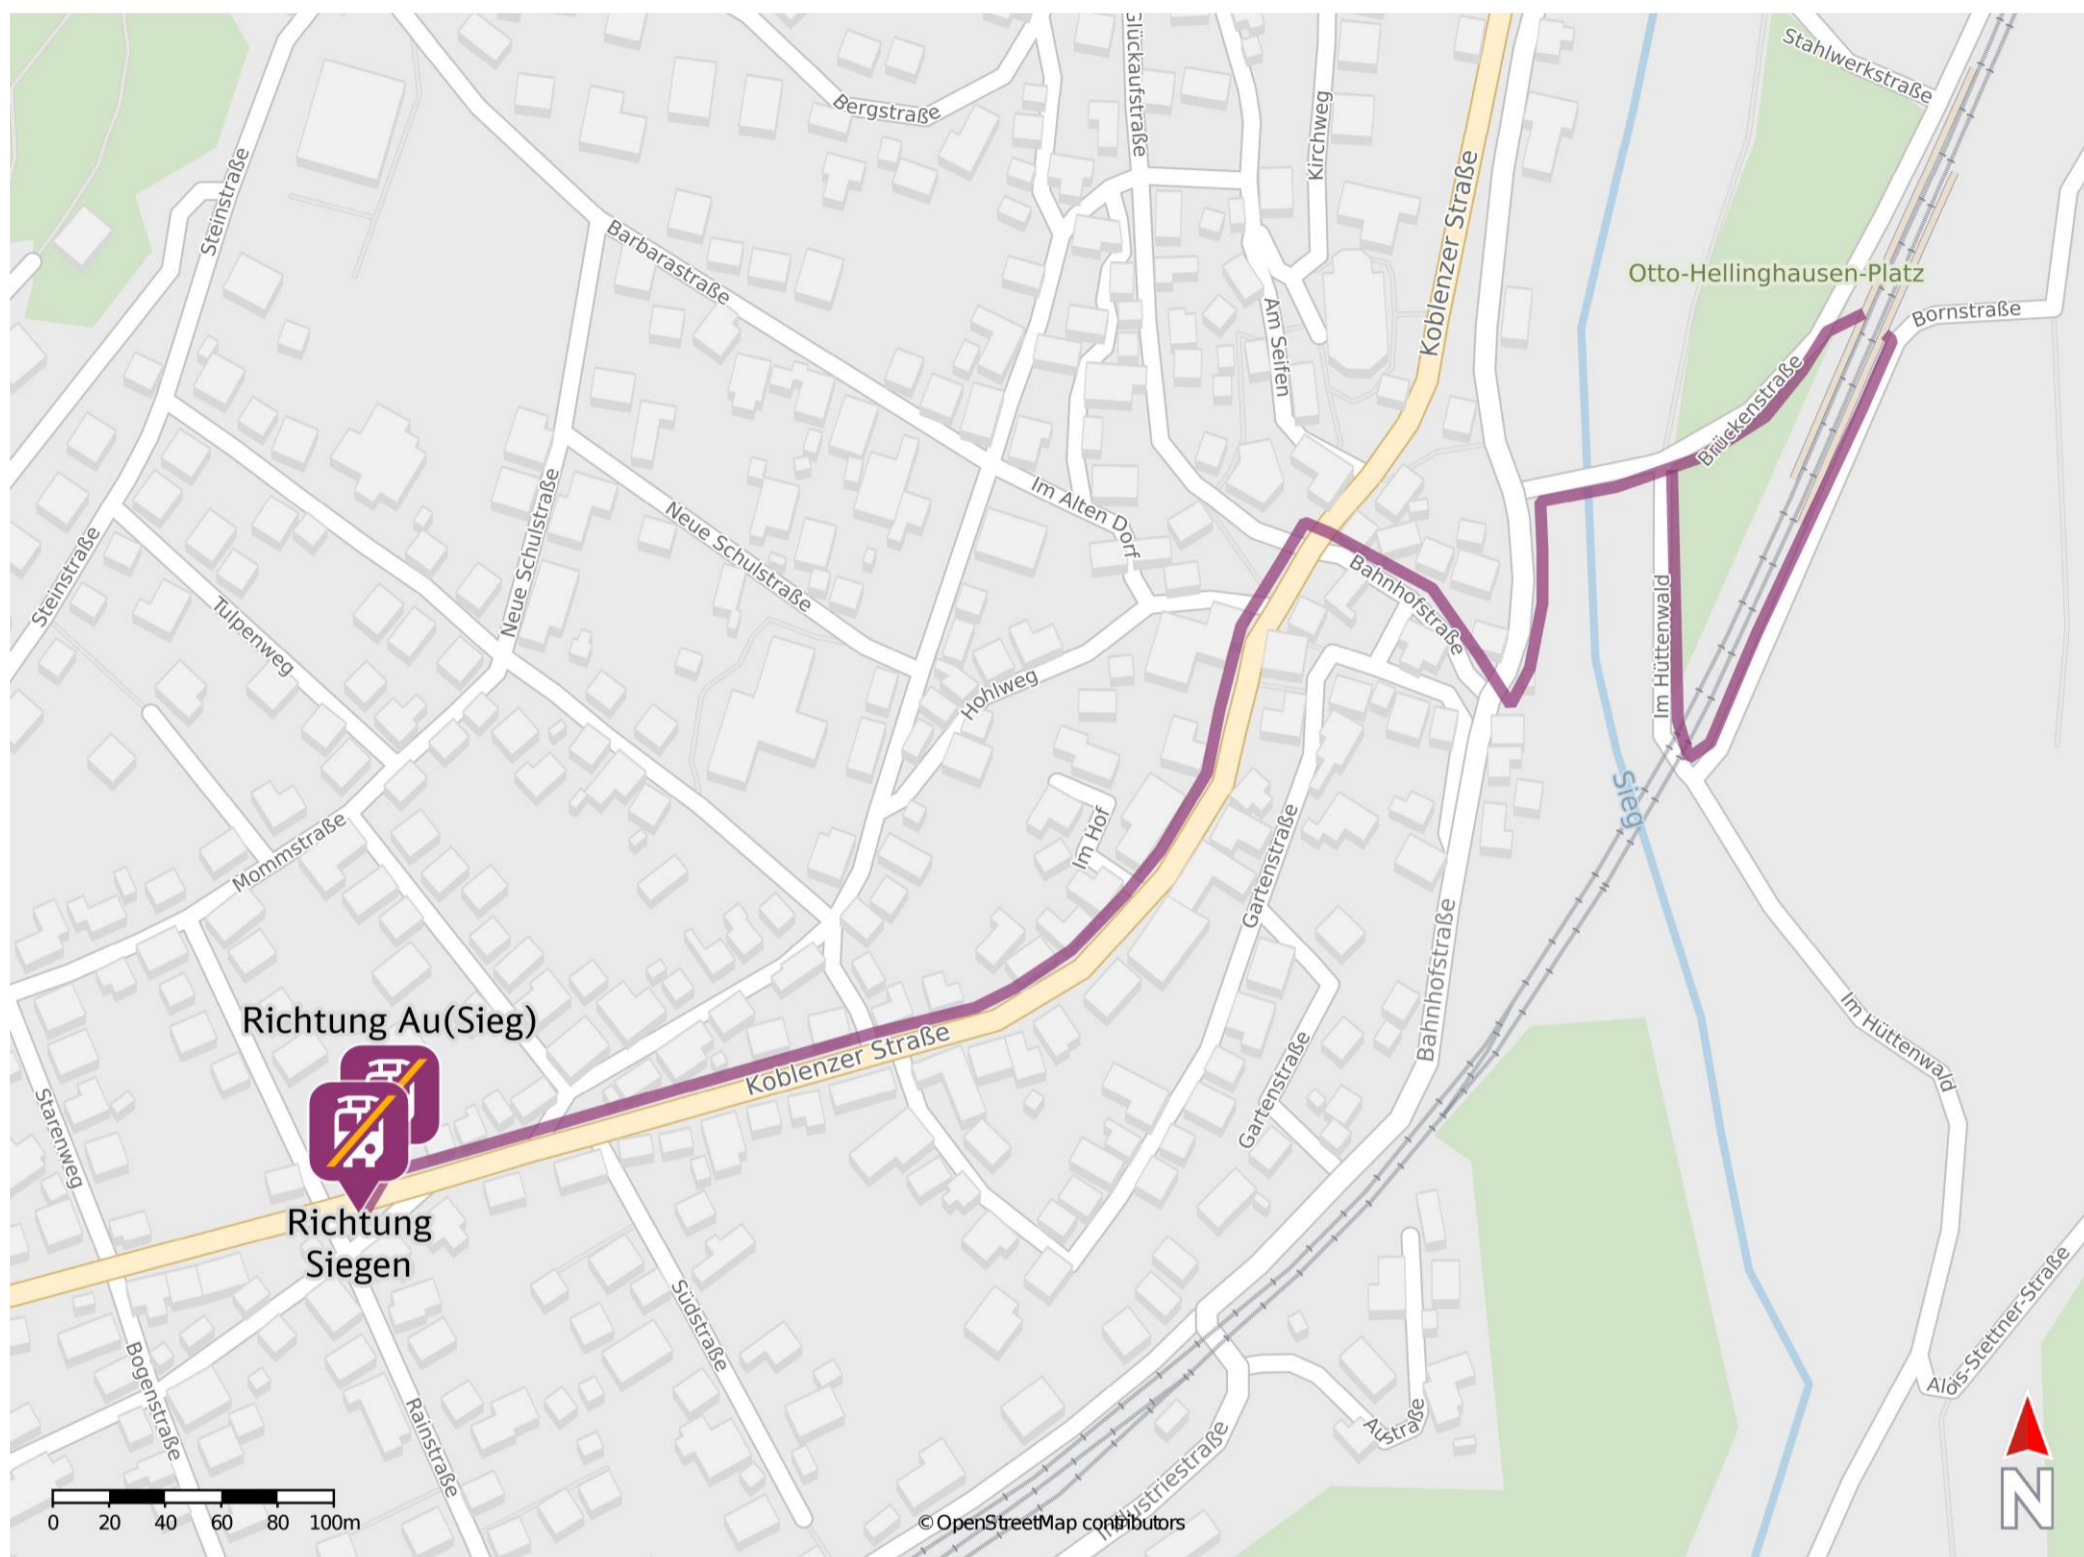 Stahlwerkstraße
Glückaufstraße
Bergstraße
Kirchweg
Steinstraße
Koblenzer Straße
Barbarastraße
Otto-Hellinghausen-Platz
Am Seifen
Bornstraße
Brückenstraße
Im Alten Dorf
Neue Schulstraße
Neue Schulstraße
Steinstraße
Bahnhofstraße
Im Hüttenwald
Tulpenweg
Hohlweg
Sieg
Im Hof
Mommstraße
Gartenstraße
Bahnhofstraße
Im Hüttenwald
Richtung Au(Sieg)
Koblenzer Straße
Gartenstraße
Starenweg
Richtung
Siegen
Südstraße
Alois-Stettner-Straße
Bogenstraße
Rainstraße
Austraße
Industriestraße
0 20 40 60 80 100m
© OpenStreetMap contributors
N